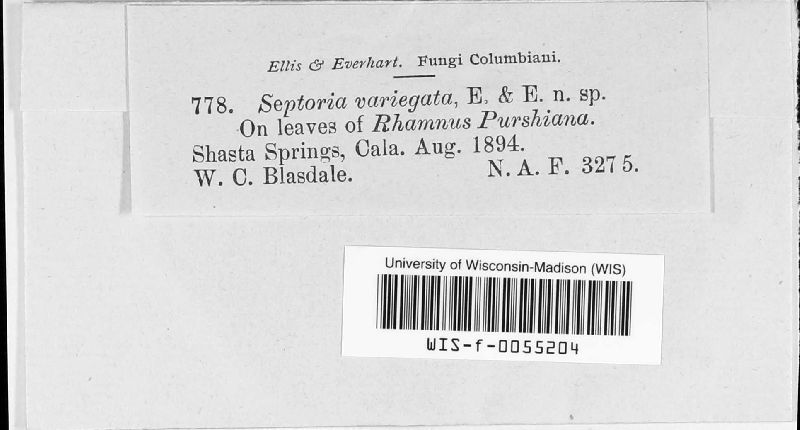 Ellis & Everhart. Fungi Columbiani.
778. Septoria variegata, E. & E. n. sp.
On leaves of Rhamnus Purshiana.
Shasta Springs, Cala. Aug. 1894.
W. C. Blasdale. N. A. F. 3275.
University of Wisconsin-Madison (WIS)
WIS-f-0055204